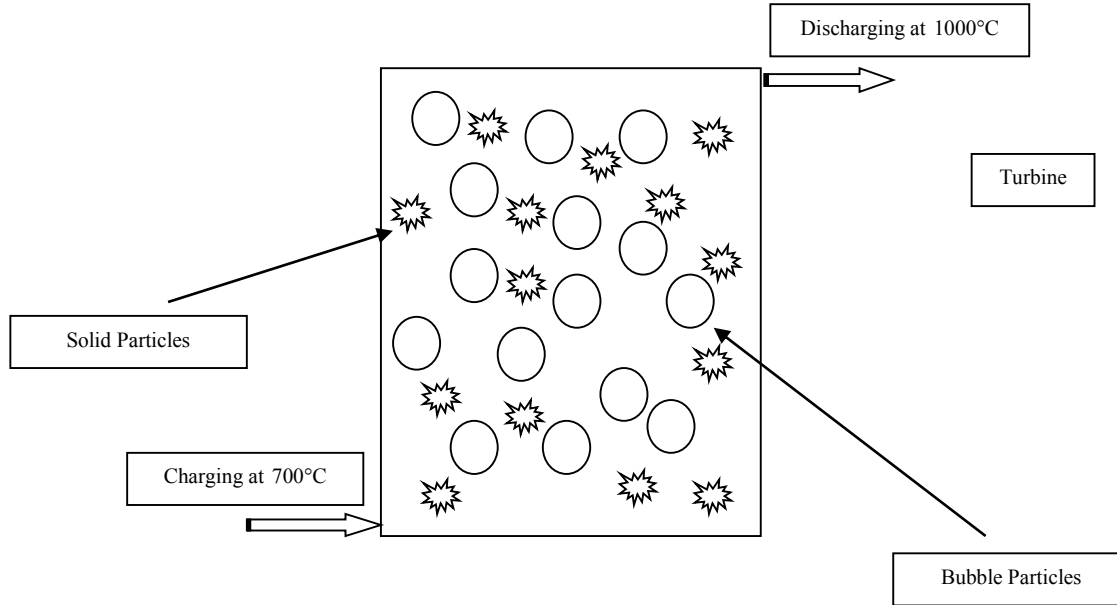 Discharging at 1000°C
Turbine
Solid Particles
Charging at 700°C
Bubble Particles